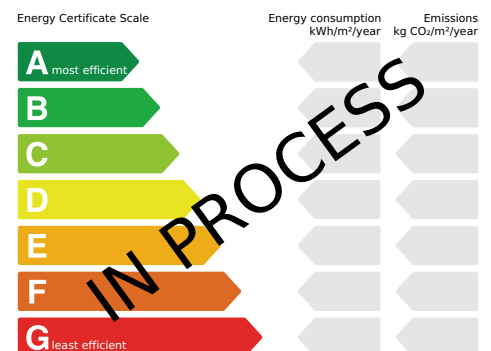 Energy Certificate Scale
Energy consumption
kWh/m²/year
Emissions
kg CO₂/m²/year
A most efficient
B
C
D
E
F
G least efficient
IN PROCESS